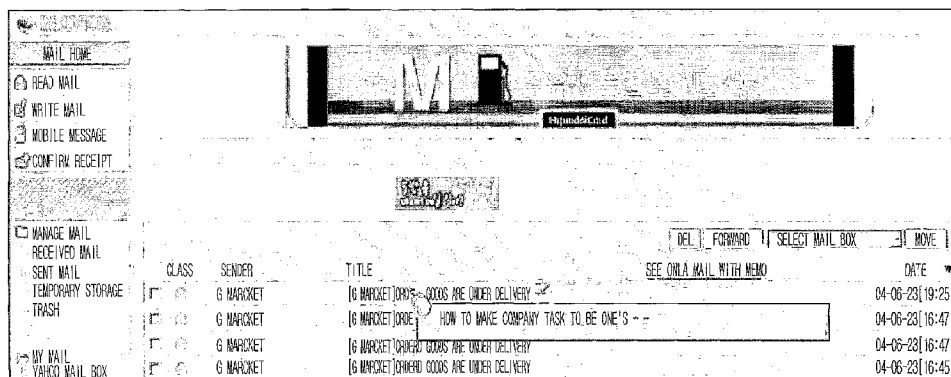 MAIL HOME
READ MAIL
WRITE MAIL
MOBILE MESSAGE
CONFIRM RECEIPT
HyundaiCard
MANAGE MAIL
RECEIVED MAIL
SENT MAIL
TEMPORARY STORAGE
TRASH
MY MAIL
YAHCO MAIL BOX
DEL FORWARD SELECT MAIL BOX MOVE
CLASS SENDER TITLE SEE ONLA MAIL WITH MEMO DATE
G MARCKET [G MARCKET]ORD GOODS ARE UNDER DELIVERY 04-06-23[19:25
G MARCKET [G MARCKET]ORDE HOW TO MAKE COMPANY TASK TO BE ONE'S -- 04-06-23[16:47
G MARCKET [G MARCKET]ORDERD GOODS ARE UNDER DELIVERY 04-06-23[16:47
G MARCKET [G MARCKET]ORDERD GOODS ARE UNDER DELIVERY 04-06-23[16:45